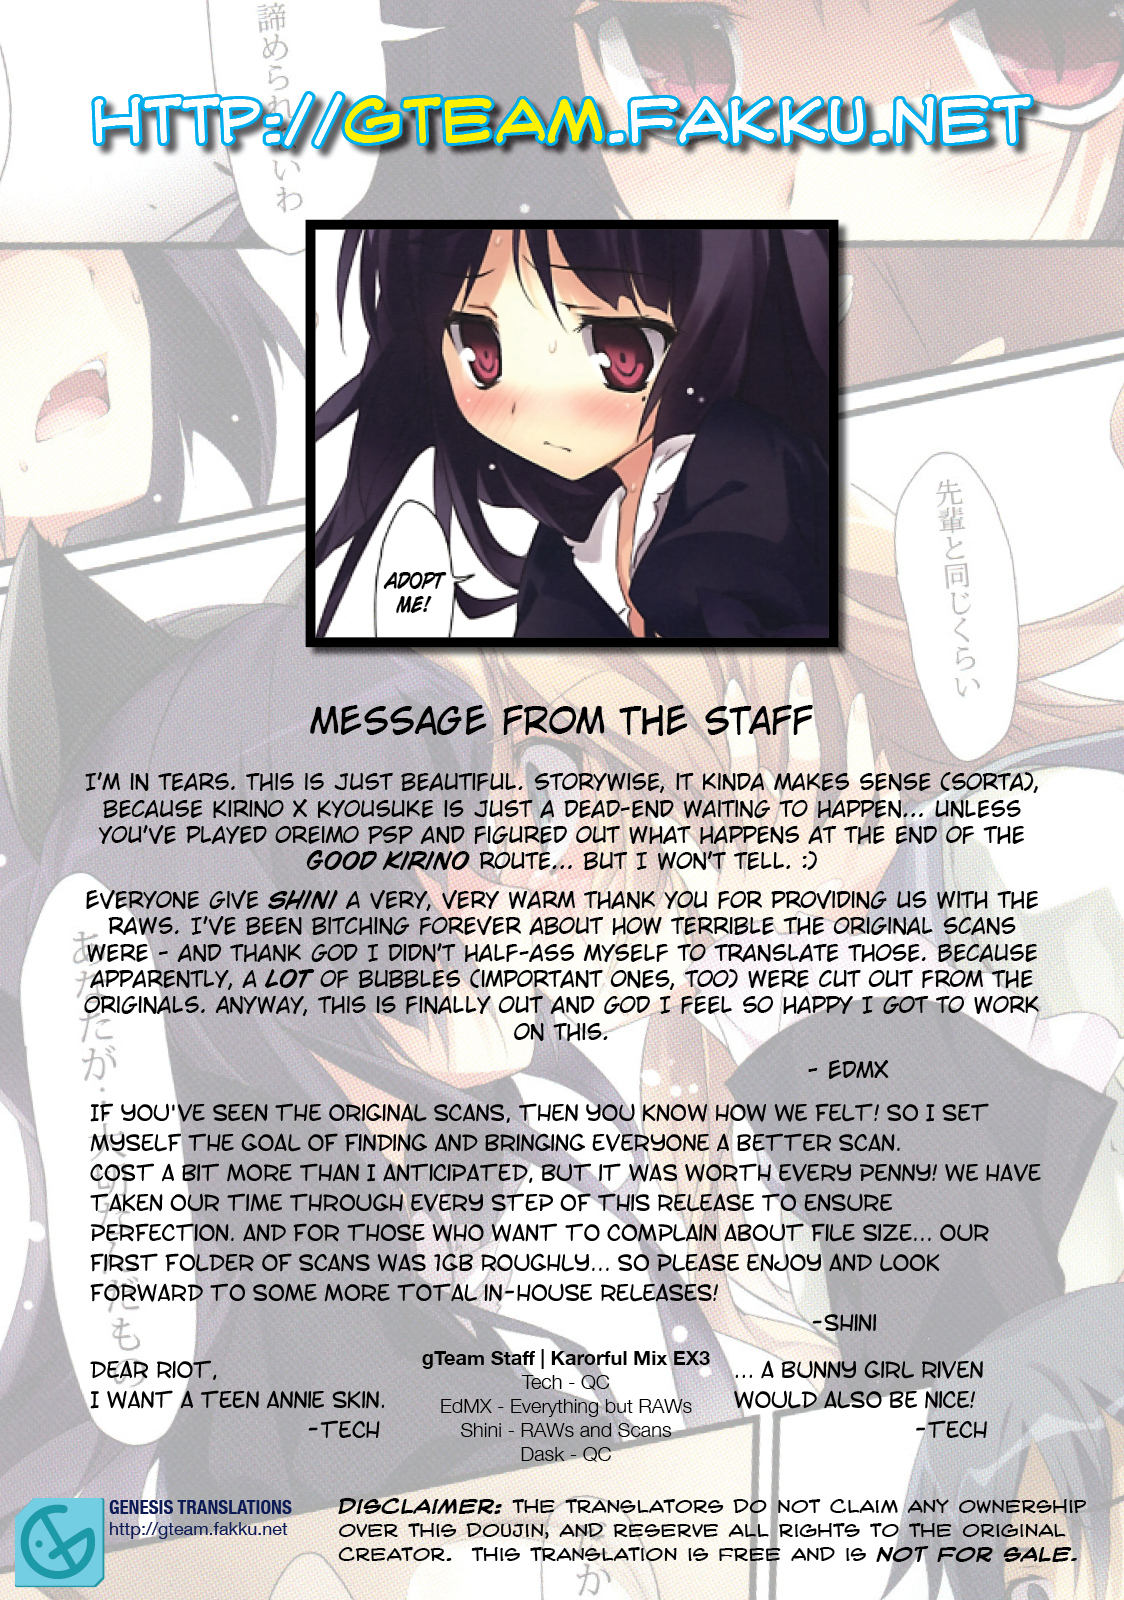 諦められないわ
HTTP://GTEAM.FAKKU.NET
先輩と同じくらい
ADOPT
ME!
MESSAGE FROM THE STAFF
I'M IN TEARS. THIS IS JUST BEAUTIFUL. STORYWISE, IT KINDA MAKES SENSE (SORTA),
BECAUSE KIRINO X KYOUSUKE IS JUST A DEAD-END WAITING TO HAPPEN... UNLESS
YOU'VE PLAYED OREIMO PSP AND FIGURED OUT WHAT HAPPENS AT THE END OF THE
GOOD KIRINO ROUTE... BUT I WON'T TELL. :)
EVERYONE GIVE SHINI A VERY, VERY WARM THANK YOU FOR PROVIDING US WITH THE
RAWS. I'VE BEEN BITCHING FOREVER ABOUT HOW TERRIBLE THE ORIGINAL SCANS
WERE - AND THANK GOD I DIDN'T HALF-ASS MYSELF TO TRANSLATE THOSE. BECAUSE
APPARENTLY, A LOT OF BUBBLES (IMPORTANT ONES, TOO) WERE CUT OUT FROM THE
ORIGINALS. ANYWAY, THIS IS FINALLY OUT AND GOD I FEEL SO HAPPY I GOT TO WORK
ON THIS.
- EDMX
IF YOU'VE SEEN THE ORIGINAL SCANS, THEN YOU KNOW HOW WE FELT! SO I SET
MYSELF THE GOAL OF FINDING AND BRINGING EVERYONE A BETTER SCAN.
COST A BIT MORE THAN I ANTICIPATED, BUT IT WAS WORTH EVERY PENNY! WE HAVE
TAKEN OUR TIME THROUGH EVERY STEP OF THIS RELEASE TO ENSURE
PERFECTION. AND FOR THOSE WHO WANT TO COMPLAIN ABOUT FILE SIZE... OUR
FIRST FOLDER OF SCANS WAS 1GB ROUGHLY... SO PLEASE ENJOY AND LOOK
FORWARD TO SOME MORE TOTAL IN-HOUSE RELEASES!
-SHINI
DEAR RIOT,
I WANT A TEEN ANNIE SKIN.
-TECH
gTeam Staff | Karorful Mix EX3
Tech - QC
EdMX - Everything but RAWs
Shini - RAWs and Scans
Dask - QC
... A BUNNY GIRL RIVEN
WOULD ALSO BE NICE!
-TECH
GENESIS TRANSLATIONS
http://gteam.fakku.net
DISCLAIMER: THE TRANSLATORS DO NOT CLAIM ANY OWNERSHIP
OVER THIS DOUJIN, AND RESERVE ALL RIGHTS TO THE ORIGINAL
CREATOR. THIS TRANSLATION IS FREE AND IS NOT FOR SALE.